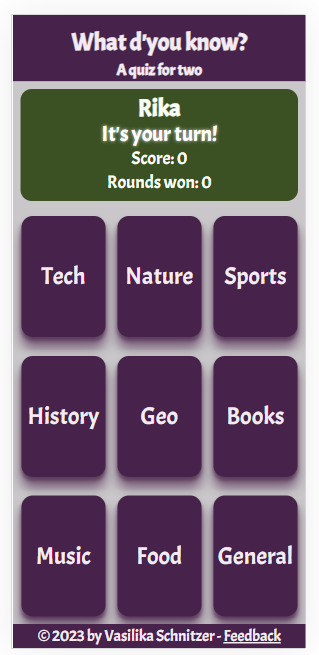 What d'you know?
A quiz for two
Rika
It's your turn!
Score: 0
Rounds won: 0
Tech Nature Sports
History Geo Books
Music Food General
© 2023 by Vasilika Schnitzer - Feedback